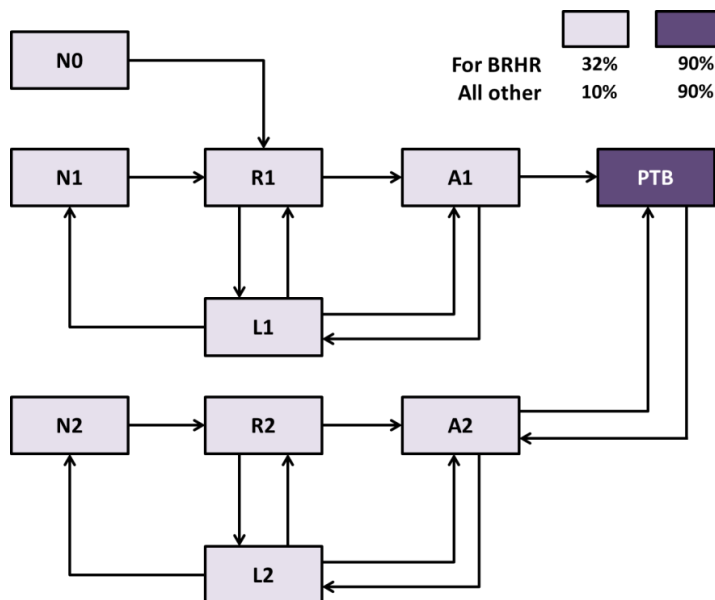 N0
For BRHR 32% 90%
All other 10% 90%
N1 R1 A1 PTB
L1
N2 R2 A2
L2